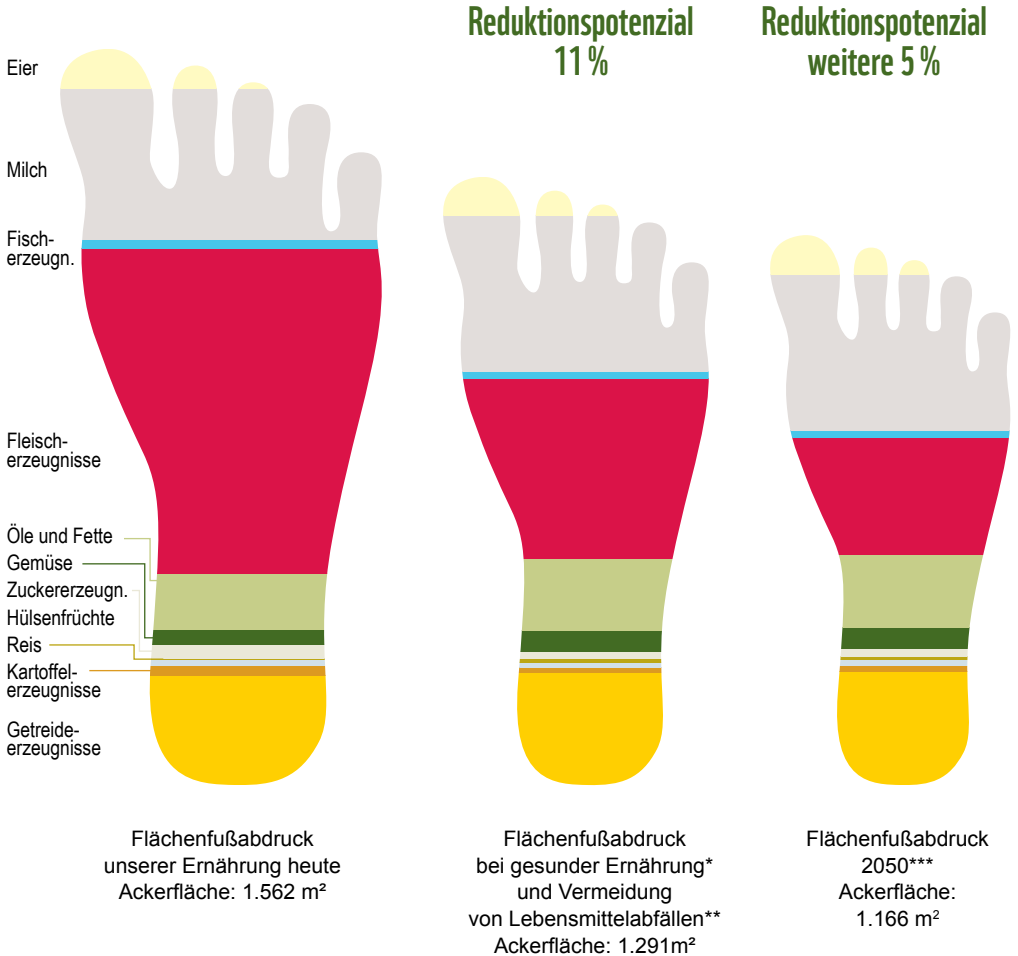 Reduktionspotenzial
11 %
Reduktionspotenzial
weitere 5 %
Eier
Milch
Fisch-
erzeugn.
Fleisch-
erzeugnisse
Öle und Fette
Gemüse
Zuckererzeugn.
Hülsenfrüchte
Reis
Kartoffel-
erzeugnisse
Getreide-
erzeugnisse
Flächenfußabdruck
unserer Ernährung heute
Ackerfläche: 1.562 m²
Flächenfußabdruck
bei gesunder Ernährung*
und Vermeidung
von Lebensmittelabfällen**
Ackerfläche: 1.291m²
Flächenfußabdruck
2050***
Ackerfläche:
1.166 m²